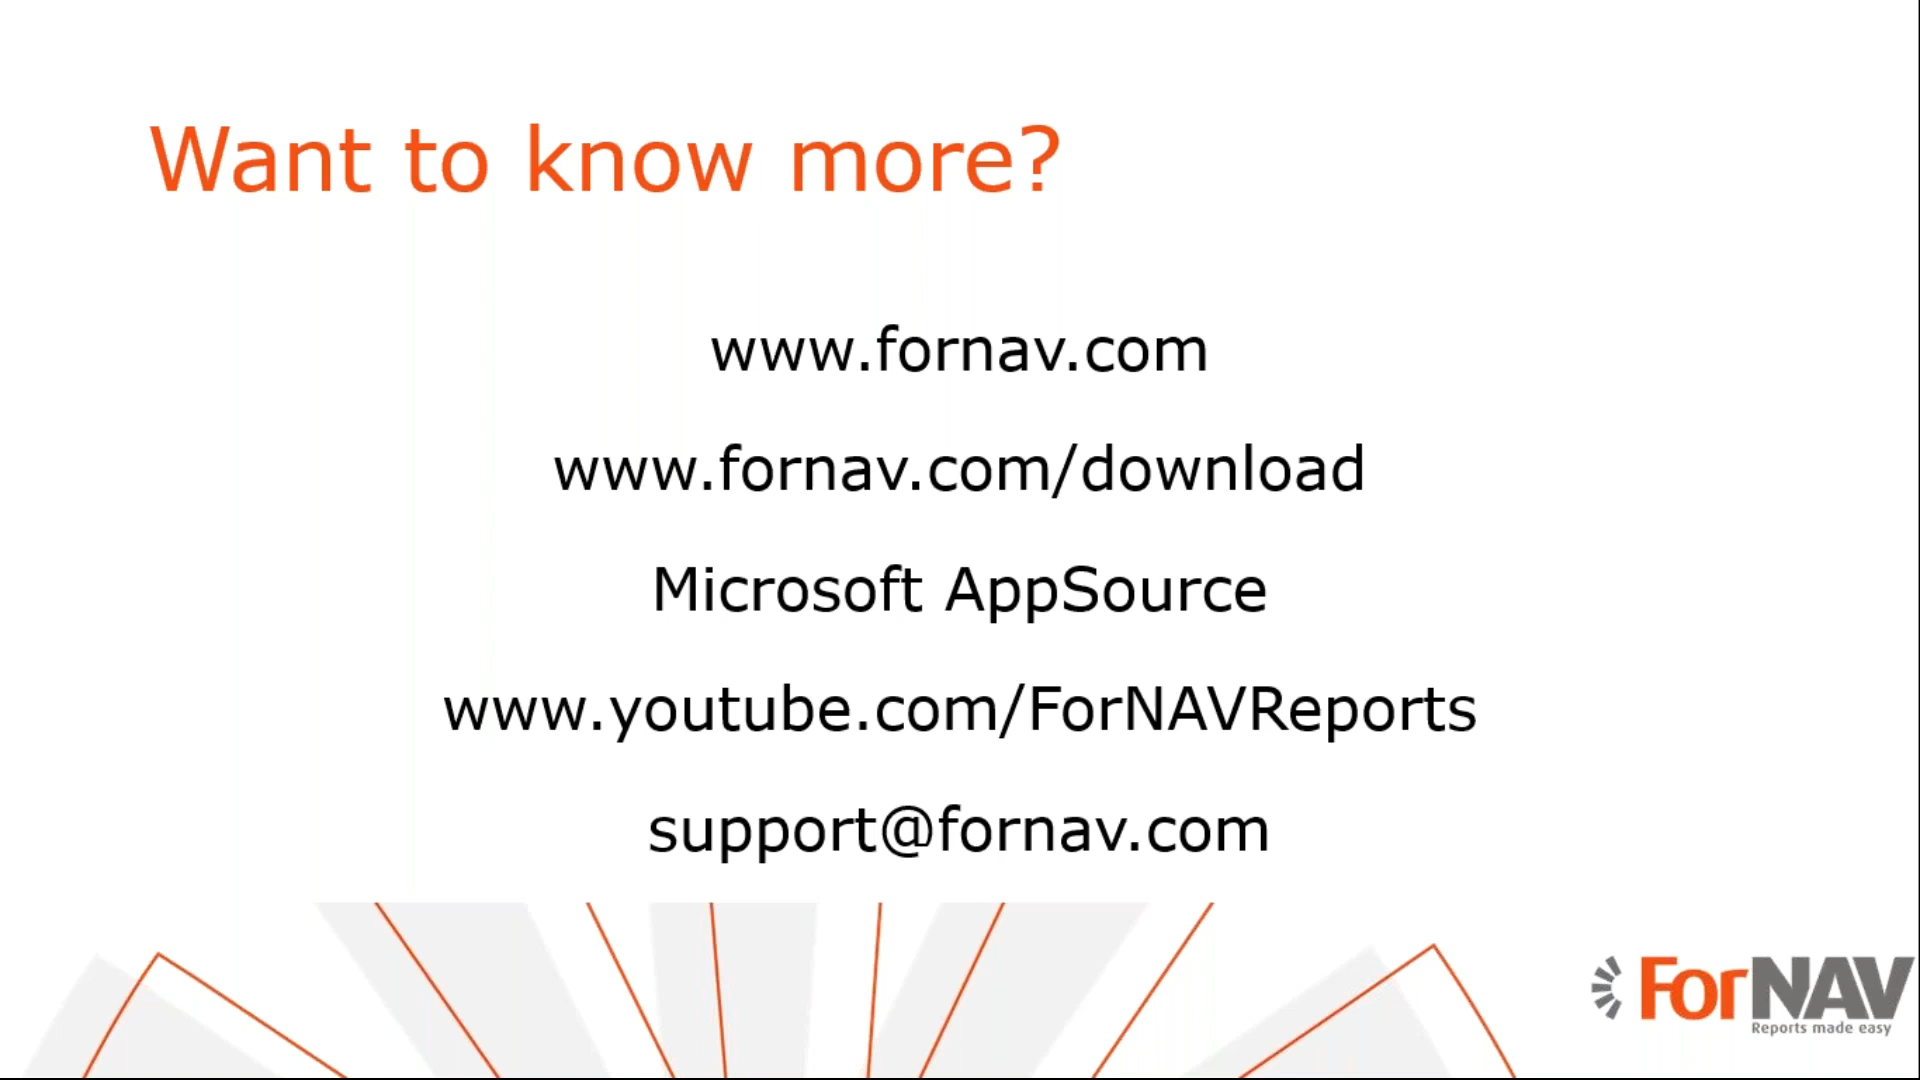 Want to know more?
www.fornav.com
www.fornav.com/download
Microsoft AppSource
www.youtube.com/ForNAVReports
support@fornav.com
ForNAV
Reports made easy